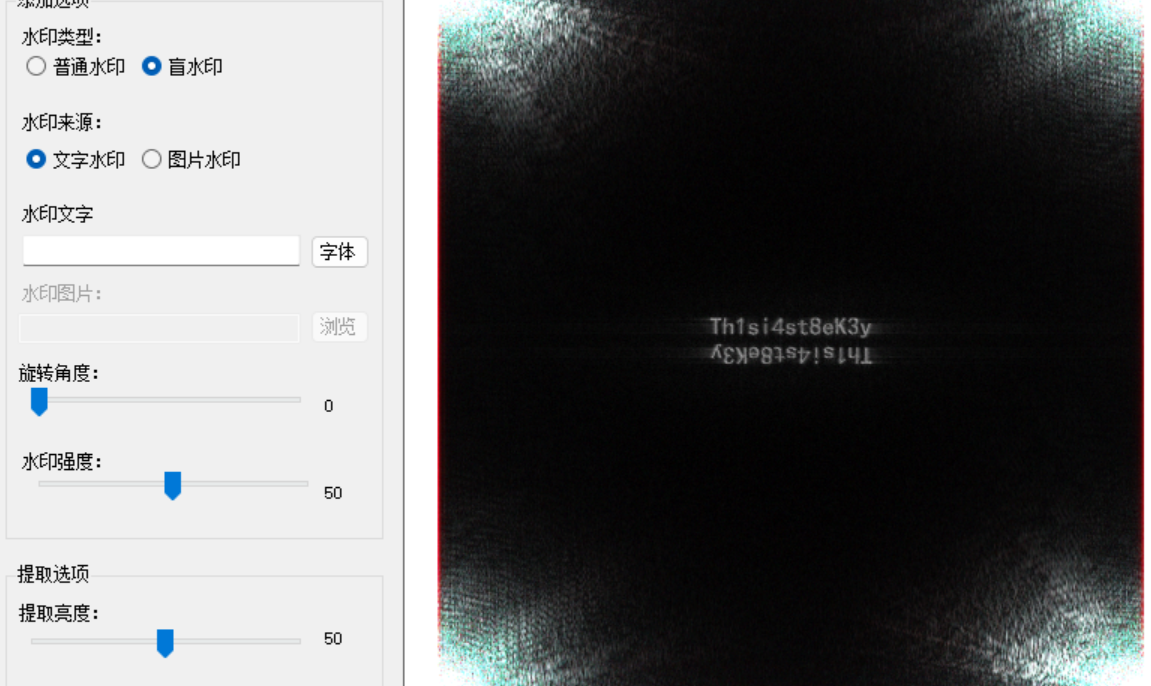 添加选项
水印类型:
普通水印 盲水印
水印来源:
文字水印 图片水印
水印文字
字体
水印图片:
浏览
旋转角度:
0
水印强度:
50
提取选项
提取亮度:
50
Th1si4st8eK3y
Th1si4st8eK3y